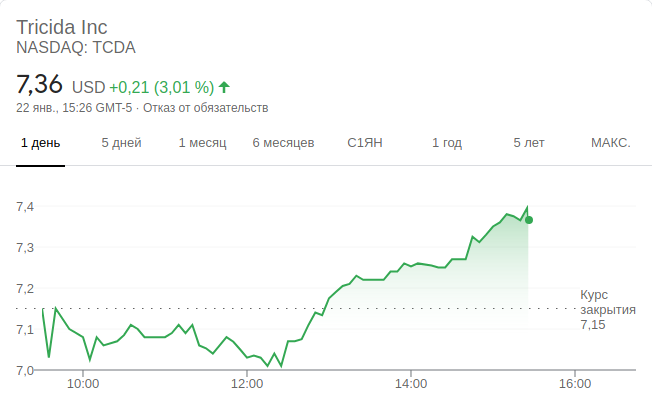 Tricida Inc
NASDAQ: TCDA
7,36 USD +0,21 (3,01 %)
22 янв., 15:26 GMT-5 · Отказ от обязательств
1 день 5 дней 1 месяц 6 месяцев С1ЯН 1 год 5 лет МАКС.
7,4
7,3
7,2
7,1
7,0
Курс
закрытия
7,15
10:00 12:00 14:00 16:00